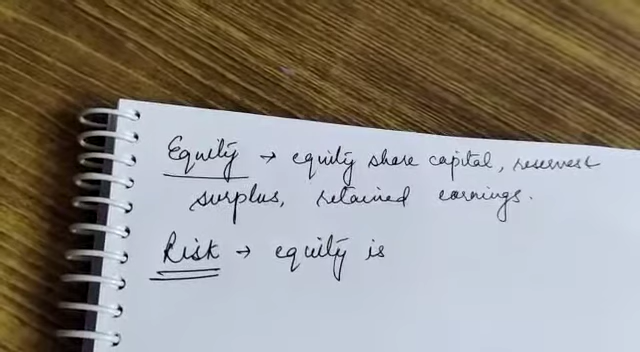 Equity → equity share capital, reserves+
surplus, retained earnings.
Risk → equity is